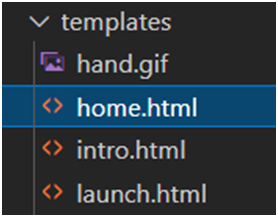 templates
hand.gif
home.html
intro.html
launch.html